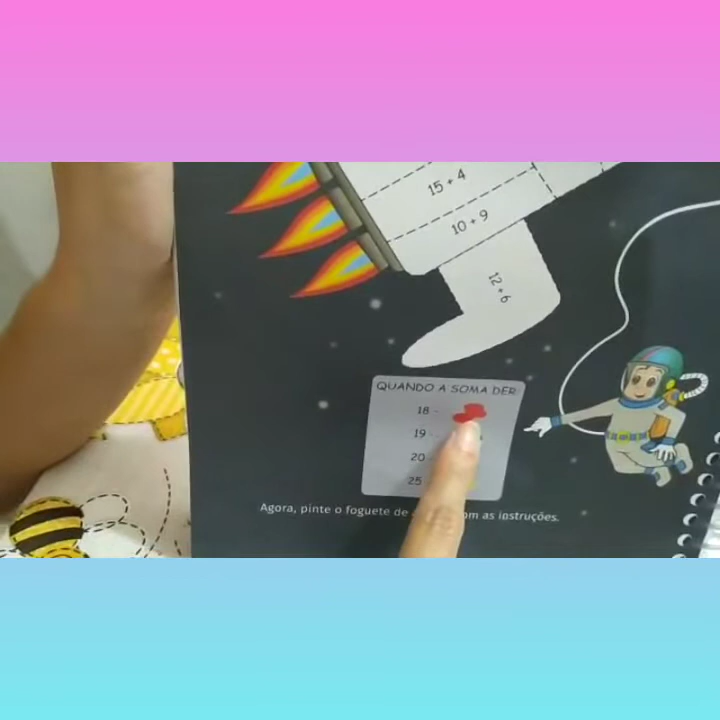 15 + 4
10 + 9
12 + 6
QUANDO A SOMA DER
18 -
19 -
20
25
Agora, pinte o foguete de as instruções.